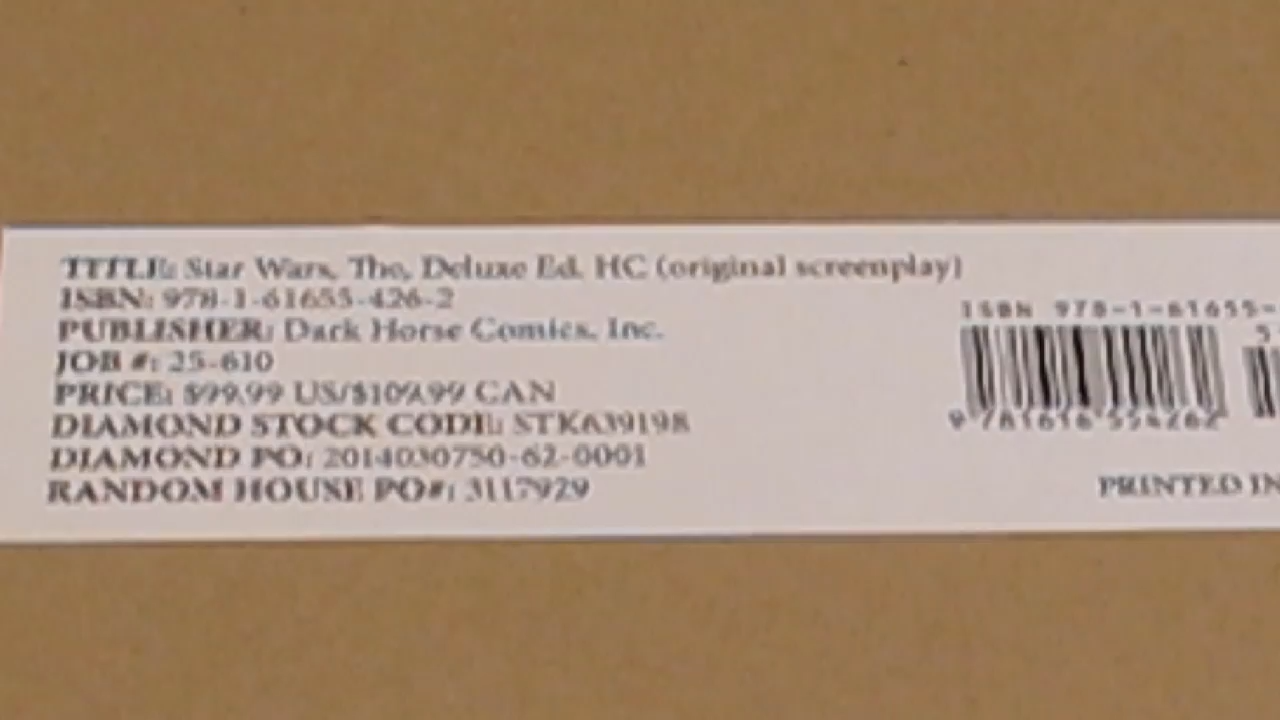 TITLE: Star Wars, The, Deluxe Ed. HC (original screenplay)
ISBN: 978-1-61655-426-2
PUBLISHER: Dark Horse Comics, Inc.
JOB #: 25-610
PRICE: $99.99 US/$109.99 CAN
DIAMOND STOCK CODE: STK639198
DIAMOND PO: 2014030750-62-0001
RANDOM HOUSE PO#: 3117929
ISBN 978-1-61655-
5
9 781616 554262
PRINTED IN